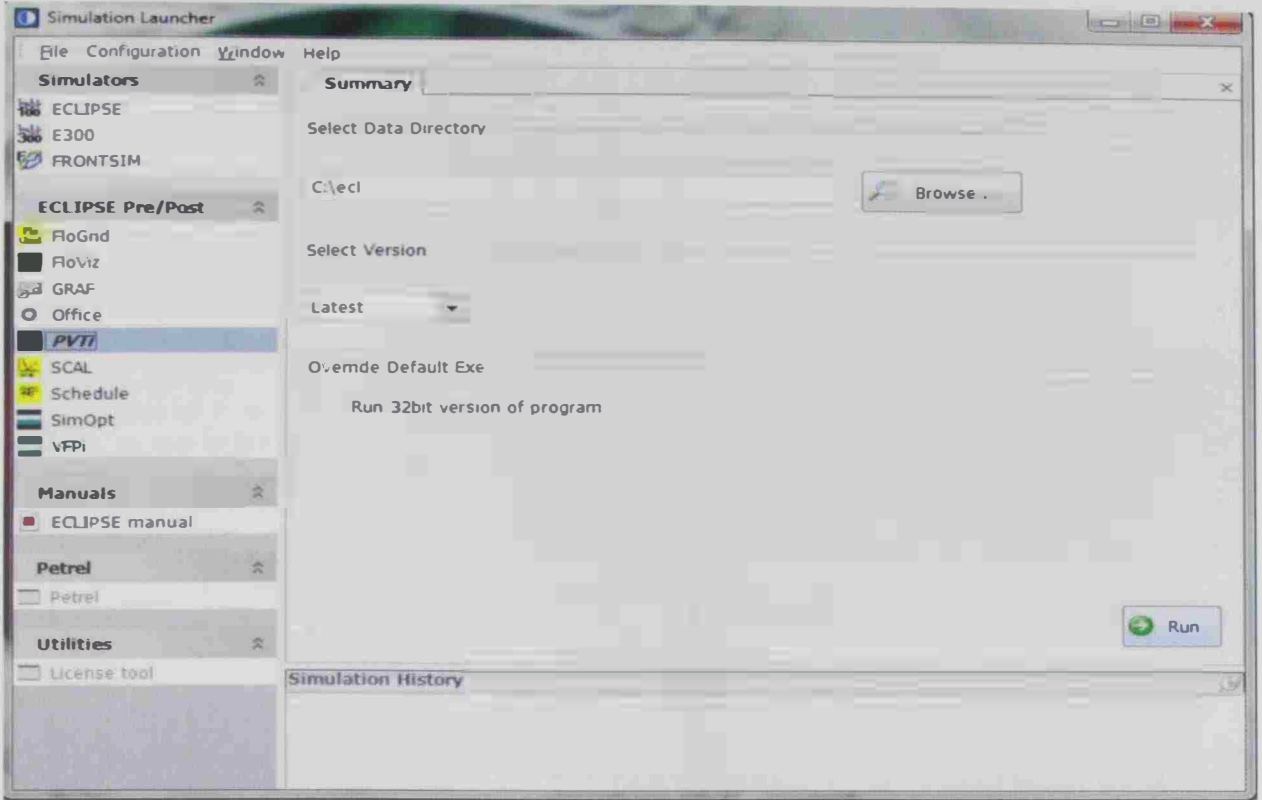 Simulation Launcher
File Configuration Window Help
Simulators
ECLIPSE
E300
FRONTSIM
ECLIPSE Pre/Post
FloGnd
FloViz
GRAF
Office
PVTi
SCAL
Schedule
SimOpt
VFPi
Manuals
ECLIPSE manual
Petrel
Petrel
Utilities
License tool
Summary
Select Data Directory
C:\ecl
Browse .
Select Version
Latest
Overnde Default Exe
Run 32bit version of program
Run
Simulation History